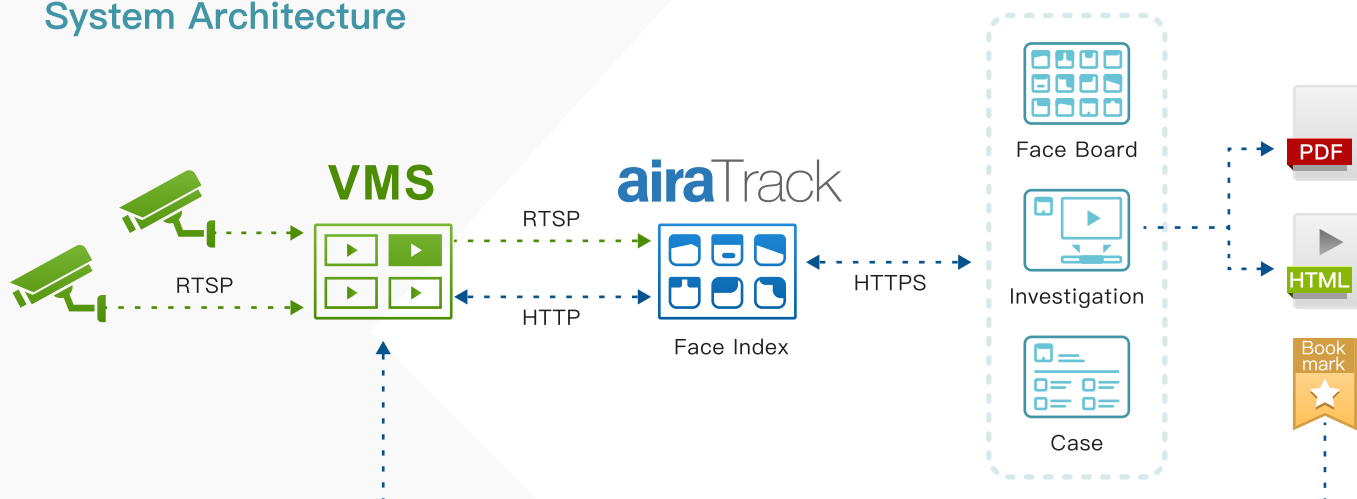 System Architecture
VMS
airaTrack
RTSP
RTSP
HTTP
Face Index
HTTPS
Face Board
Investigation
Case
PDF
HTML
Book
mark